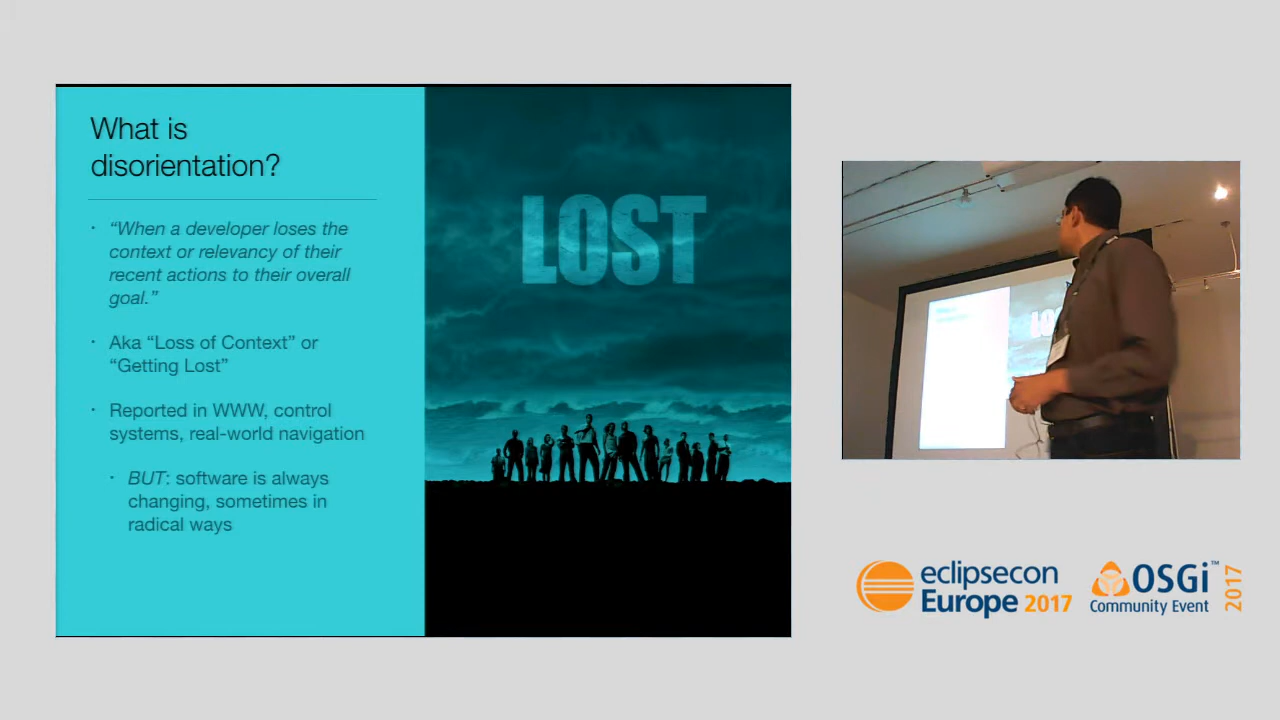 What is
disorientation?
· “When a developer loses the
context or relevancy of their
recent actions to their overall
goal.”
· Aka “Loss of Context” or
“Getting Lost”
· Reported in WWW, control
systems, real-world navigation
· BUT: software is always
changing, sometimes in
radical ways
LOST
eclipsecon
Europe 2017
OSGi™
Community Event
2017